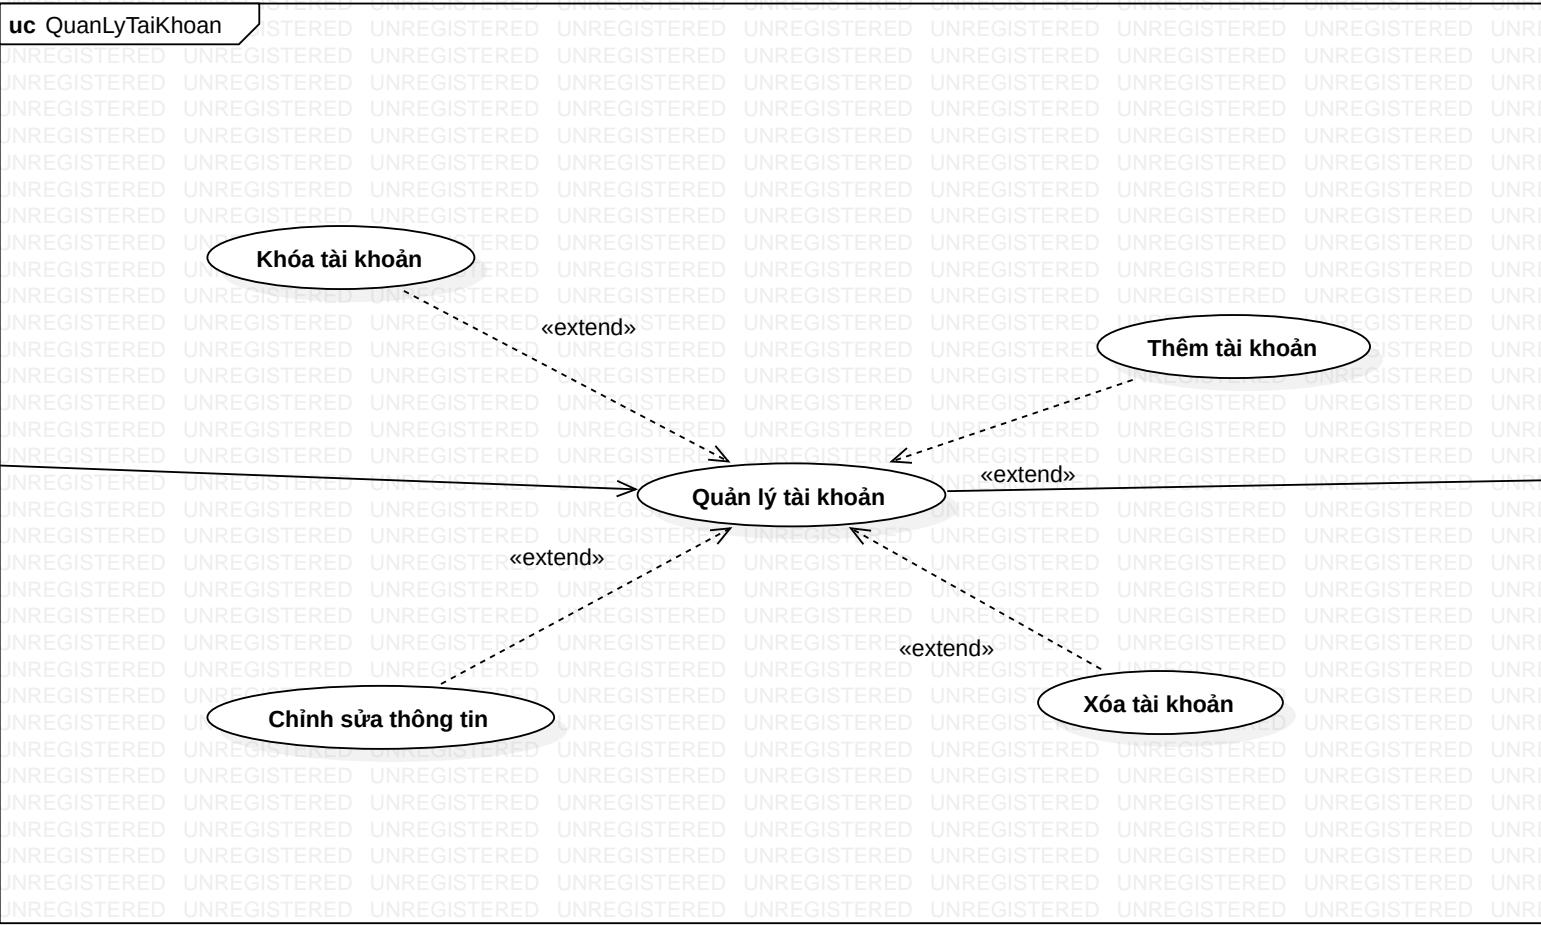 uc QuanLyTaiKhoan
Khóa tài khoản
«extend»
Thêm tài khoản
«extend»
Quản lý tài khoản
«extend»
«extend»
Chỉnh sửa thông tin
Xóa tài khoản
UNREGISTERED